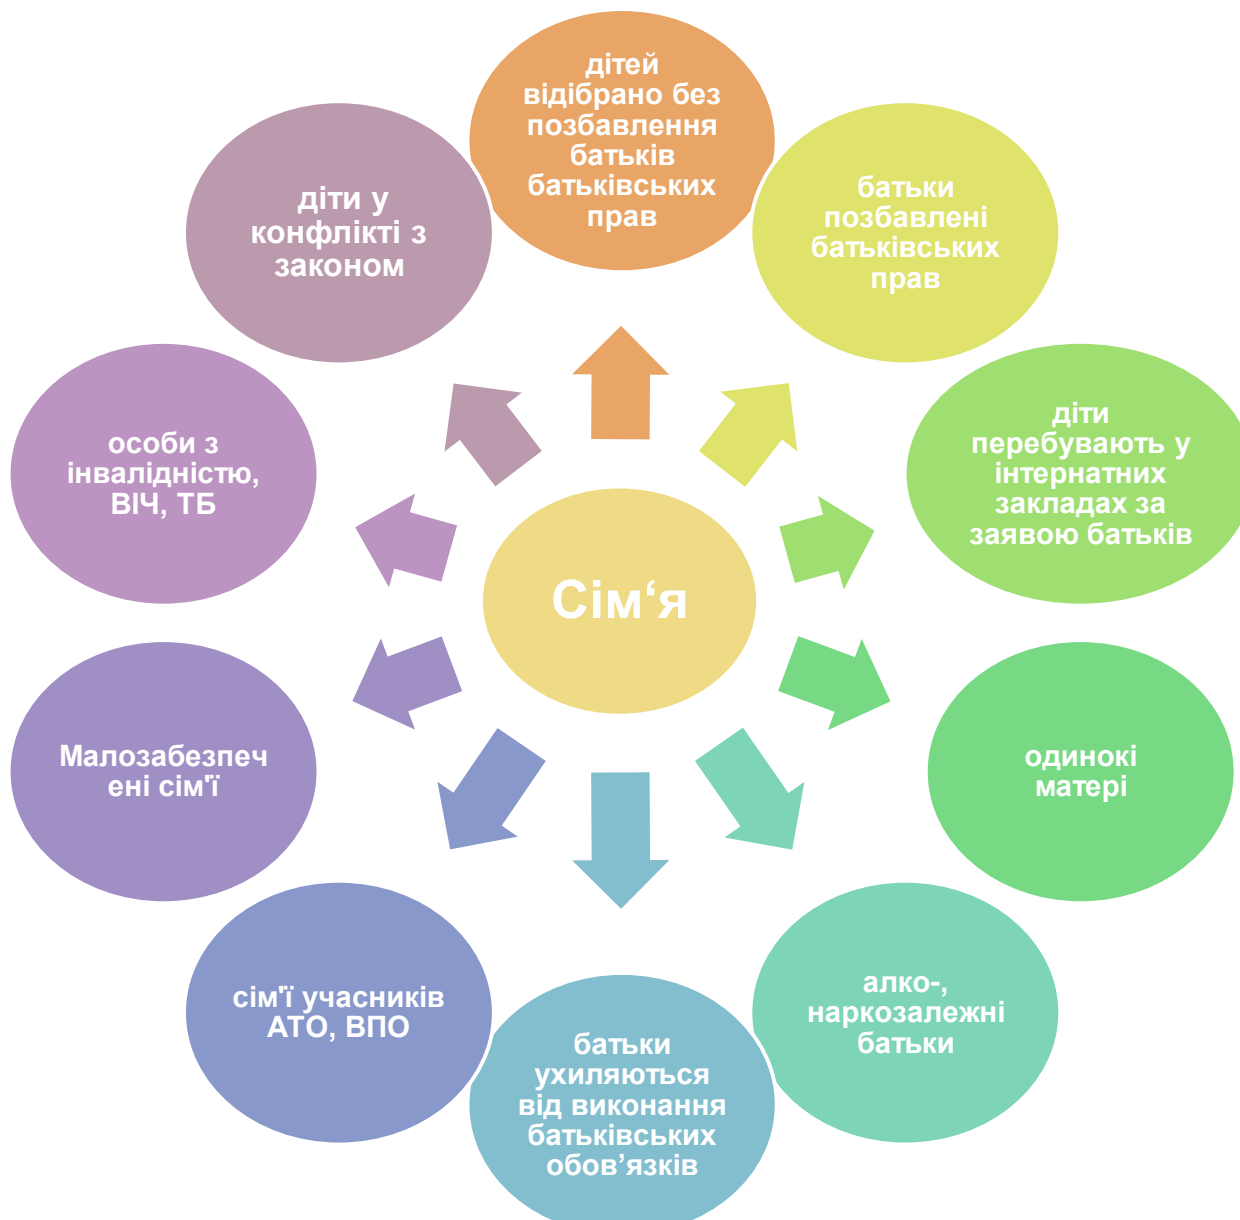 дітей
відібрано без
позбавлення
батьків
батьківських
прав
батьки
позбавлені
батьківських
прав
діти
перебувають у
інтернатних
закладах за
заявою батьків
одинокі
матері
алко-,
наркозалежні
батьки
батьки
ухиляються
від виконання
батьківських
обов’язків
сім'ї учасників
АТО, ВПО
Малозабезпеч
ені сім'ї
особи з
інвалідністю,
ВІЧ, ТБ
діти у
конфлікті з
законом
Сім‘я